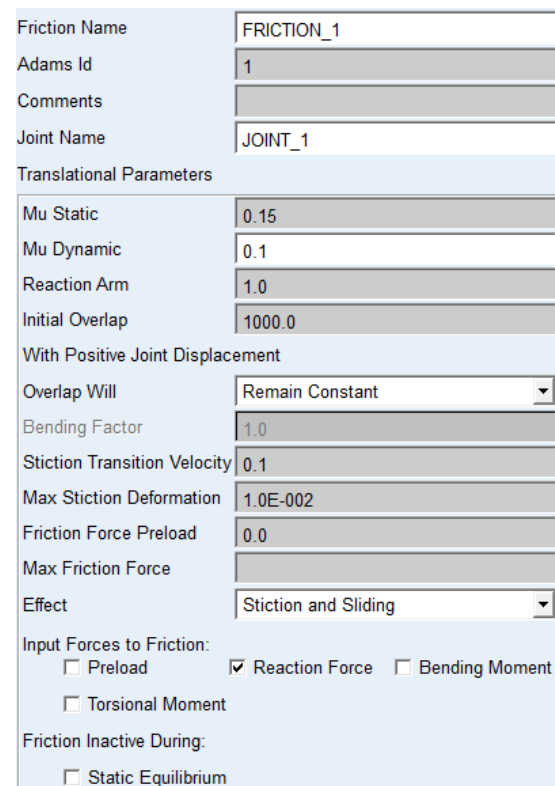 Friction Name FRICTION_1
Adams Id 1
Comments
Joint Name JOINT_1
Translational Parameters
Mu Static 0.15
Mu Dynamic 0.1
Reaction Arm 1.0
Initial Overlap 1000.0
With Positive Joint Displacement
Overlap Will Remain Constant
Bending Factor 1.0
Stiction Transition Velocity 0.1
Max Stiction Deformation 1.0E-002
Friction Force Preload 0.0
Max Friction Force
Effect Stiction and Sliding
Input Forces to Friction:
Preload Reaction Force Bending Moment
Torsional Moment
Friction Inactive During:
Static Equilibrium